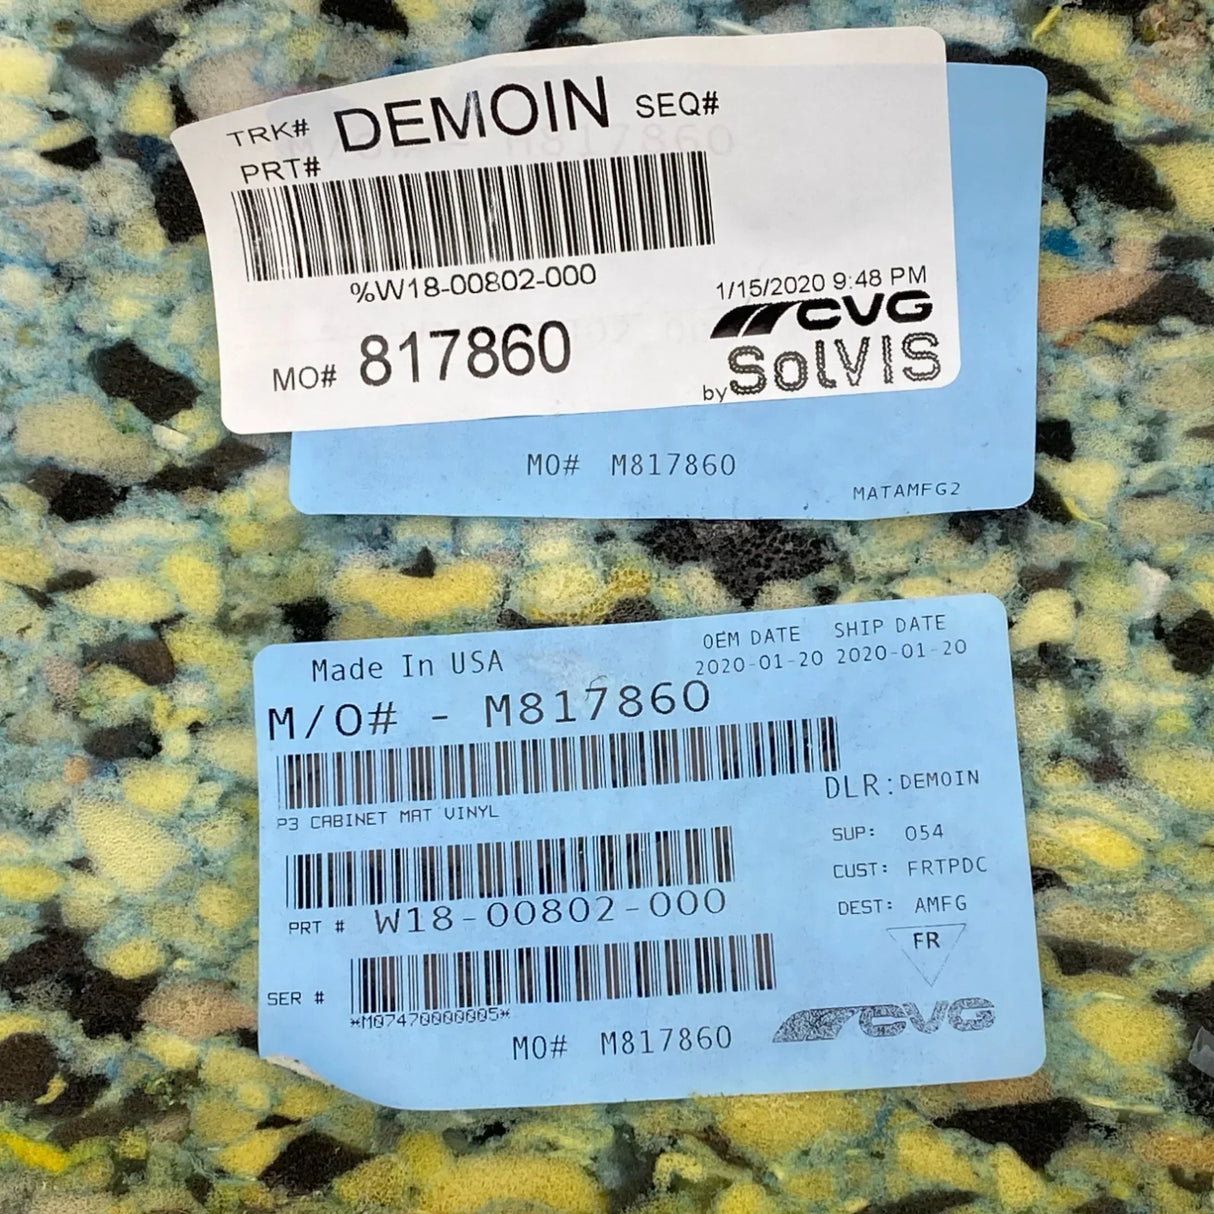 TRK# DEMOIN SEQ#
PRT#
%W18-00802-000
1/15/2020 9:48 PM
CVG
MO# 817860
by SolVIS
MO# M817860
MATAMFG2
Made In USA
OEM DATE SHIP DATE
2020-01-20 2020-01-20
M/O# - M817860
P3 CABINET MAT VINYL
DLR: DEMOIN
SUP: 054
CUST: FRTPDC
PRT # W18-00802-000
DEST: AMFG
FR
SER #
*M07470000005*
CVG
MO# M817860